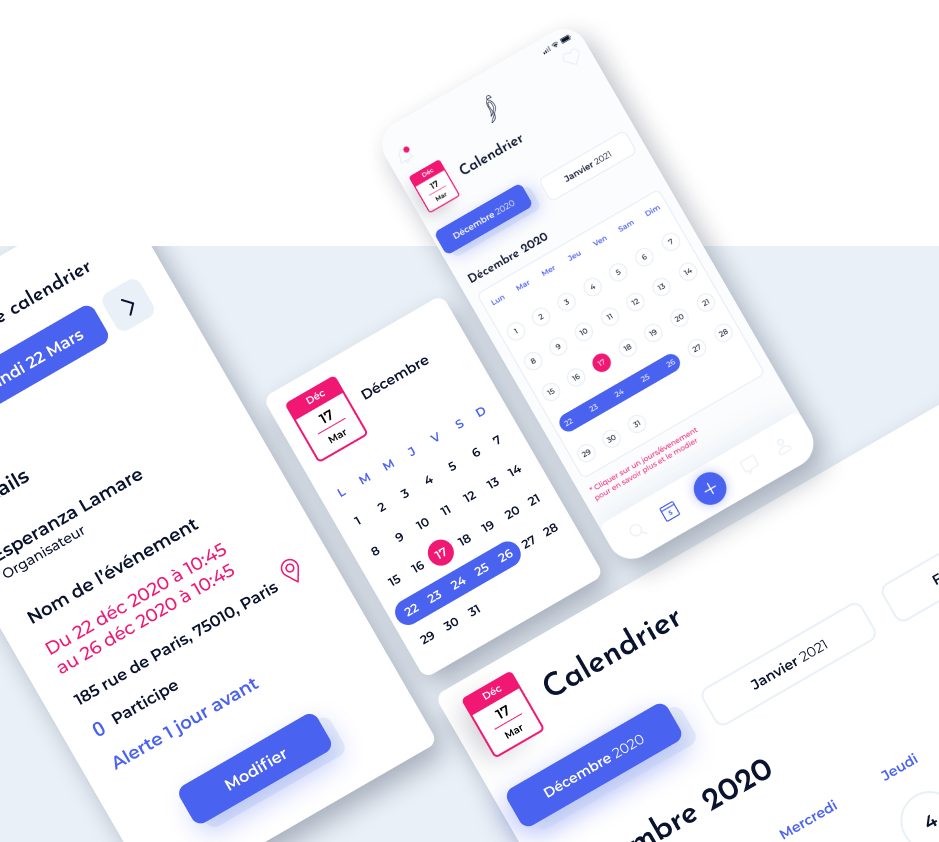 Calendrier
Déc
17
Mar
Décembre 2020
Janvier 2021
Décembre 2020
Lun Mar Mer Jeu Ven Sam Dim
1 2 3 4 5 6 7
8 9 10 11 12 13 14
15 16 17 18 19 20 21
22 23 24 25 26 27 28
29 30 31
* Cliquer sur un jours/évenement
pour en savoir plus et le modier
5
calendrier
22 Mars
Esperanza Lamare
Organisateur
Nom de l'événement
Du 22 déc 2020 à 10:45
au 26 déc 2020 à 10:45
185 rue de Paris, 75010, Paris
0 Participe
Alerte 1 jour avant
Modifier
Déc
17
Mar
Décembre
L M M J V S D
1 2 3 4 5 6 7
8 9 10 11 12 13 14
15 16 17 18 19 20 21
22 23 24 25 26 27 28
29 30 31
Déc
17
Mar
Calendrier
Décembre 2020
Janvier 2021
mbre 2020
Mercredi
Jeudi
4